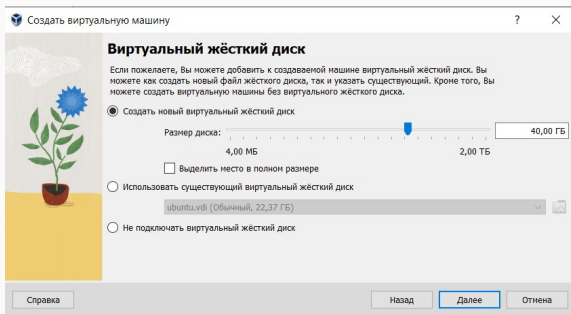 Создать виртуальную машину
Виртуальный жёсткий диск
Если пожелаете, Вы можете добавить к создаваемой машине виртуальный жёсткий диск. Вы
можете как создать новый файл жёсткого диска, так и указать существующий. Кроме того, Вы
можете создать виртуальную машину без виртуального жёсткого диска.
Создать новый виртуальный жёсткий диск
Размер диска:
40,00 ГБ
4,00 МБ 2,00 ТБ
Выделить место в полном размере
Использовать существующий виртуальный жёсткий диск
ubuntu.vdi (Обычный, 22,37 ГБ)
Не подключать виртуальный жёсткий диск
Справка Назад Далее Отмена